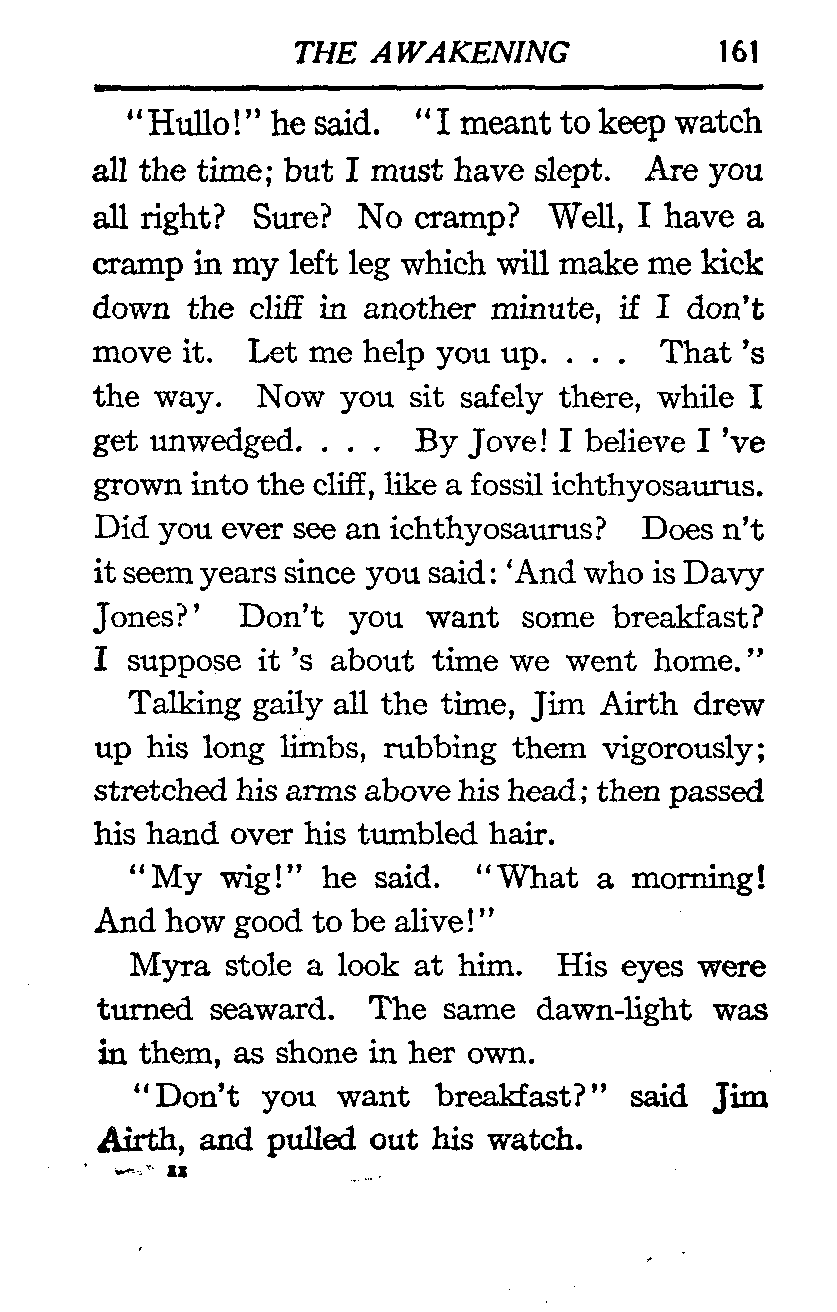 THE AWAKENING 161
"Hullo!" he said. "I meant to keep watch
all the time; but I must have slept. Are you
all right? Sure? No cramp? Well, I have a
cramp in my left leg which will make me kick
down the cliff in another minute, if I don't
move it. Let me help you up. . . . That 's
the way. Now you sit safely there, while I
get unwedged. . . . By Jove! I believe I 've
grown into the cliff, like a fossil ichthyosaurus.
Did you ever see an ichthyosaurus? Does n't
it seem years since you said: 'And who is Davy
Jones?' Don't you want some breakfast?
I suppose it 's about time we went home."
Talking gaily all the time, Jim Airth drew
up his long limbs, rubbing them vigorously;
stretched his arms above his head; then passed
his hand over his tumbled hair.
"My wig!" he said. "What a morning!
And how good to be alive!"
Myra stole a look at him. His eyes were
turned seaward. The same dawn-light was
in them, as shone in her own.
"Don't you want breakfast?" said Jim
Airth, and pulled out his watch.
11